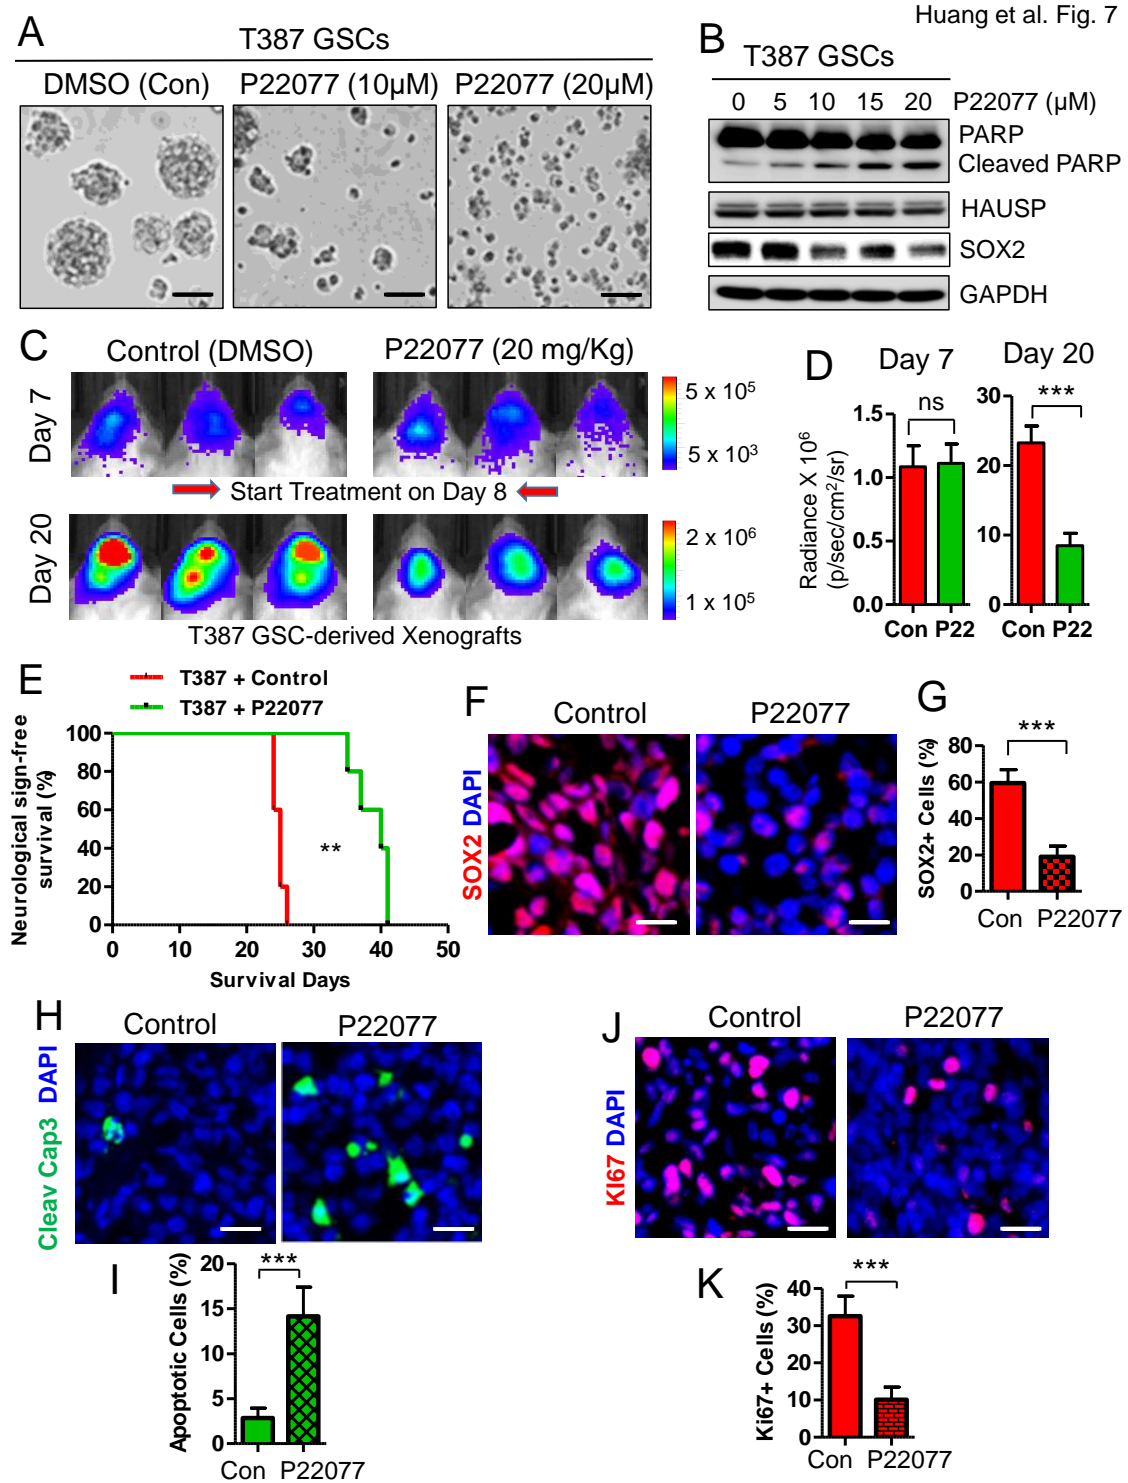 Huang et al. Fig. 7
A
T387 GSCs
DMSO (Con) P22077 (10µM) P22077 (20µM)
B
T387 GSCs
0 5 10 15 20 P22077 (µM)
PARP
Cleaved PARP
HAUSP
SOX2
GAPDH
C
Control (DMSO) P22077 (20 mg/Kg)
Day 7
5 x 10⁵
5 x 10³
Start Treatment on Day 8
Day 20
2 x 10⁶
1 x 10⁵
T387 GSC-derived Xenografts
D
Day 7 Day 20
Radiance X 10⁶
(p/sec/cm²/sr)
1.5
1.0
0.5
0.0
ns
Con P22
30
20
10
0
***
Con P22
E
T387 + Control
T387 + P22077
Neurological sign-free
survival (%)
100
80
60
40
20
0
**
0 10 20 30 40 50
Survival Days
F
Control P22077
SOX2 DAPI
G
SOX2+ Cells (%)
80
60
40
20
0
***
Con P22077
H
Control P22077
Cleav Cap3 DAPI
I
Apoptotic Cells (%)
20
15
10
5
0
***
Con P22077
J
Control P22077
KI67 DAPI
K
Ki67+ Cells (%)
40
30
20
10
0
***
Con P22077